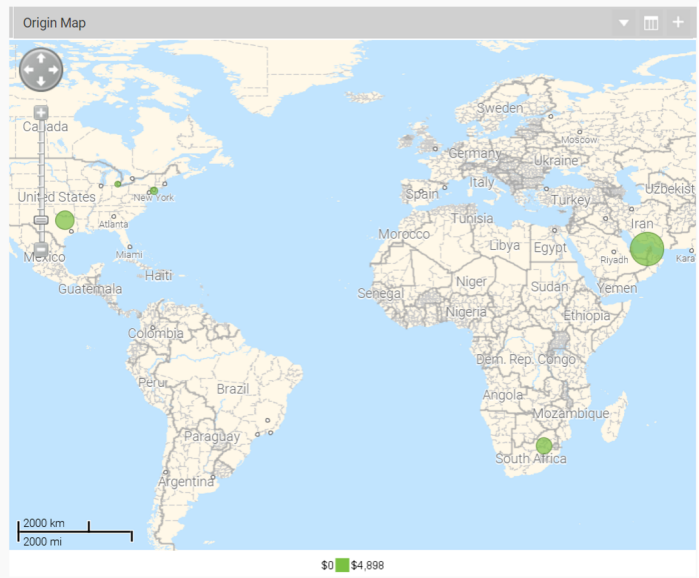 Origin Map
Canada
Sweden
Moscow
Germany
Ukraine
United States
New York
Spain
Italy
Turkey
Uzbekist
Atlanta
Tunisia
Iran
Morocco
Mexico
Miami
Libya
Egypt
Riyadh
Kara
Haiti
Guatemala
Senegal
Niger
Sudan
Yemen
Nigeria
Ethiopia
Colombia
Dem. Rep. Congo
Peru
Brazil
Angola
Mozambique
Paraguay
South Africa
Argentina
2000 km
2000 mi
$0 $4,898